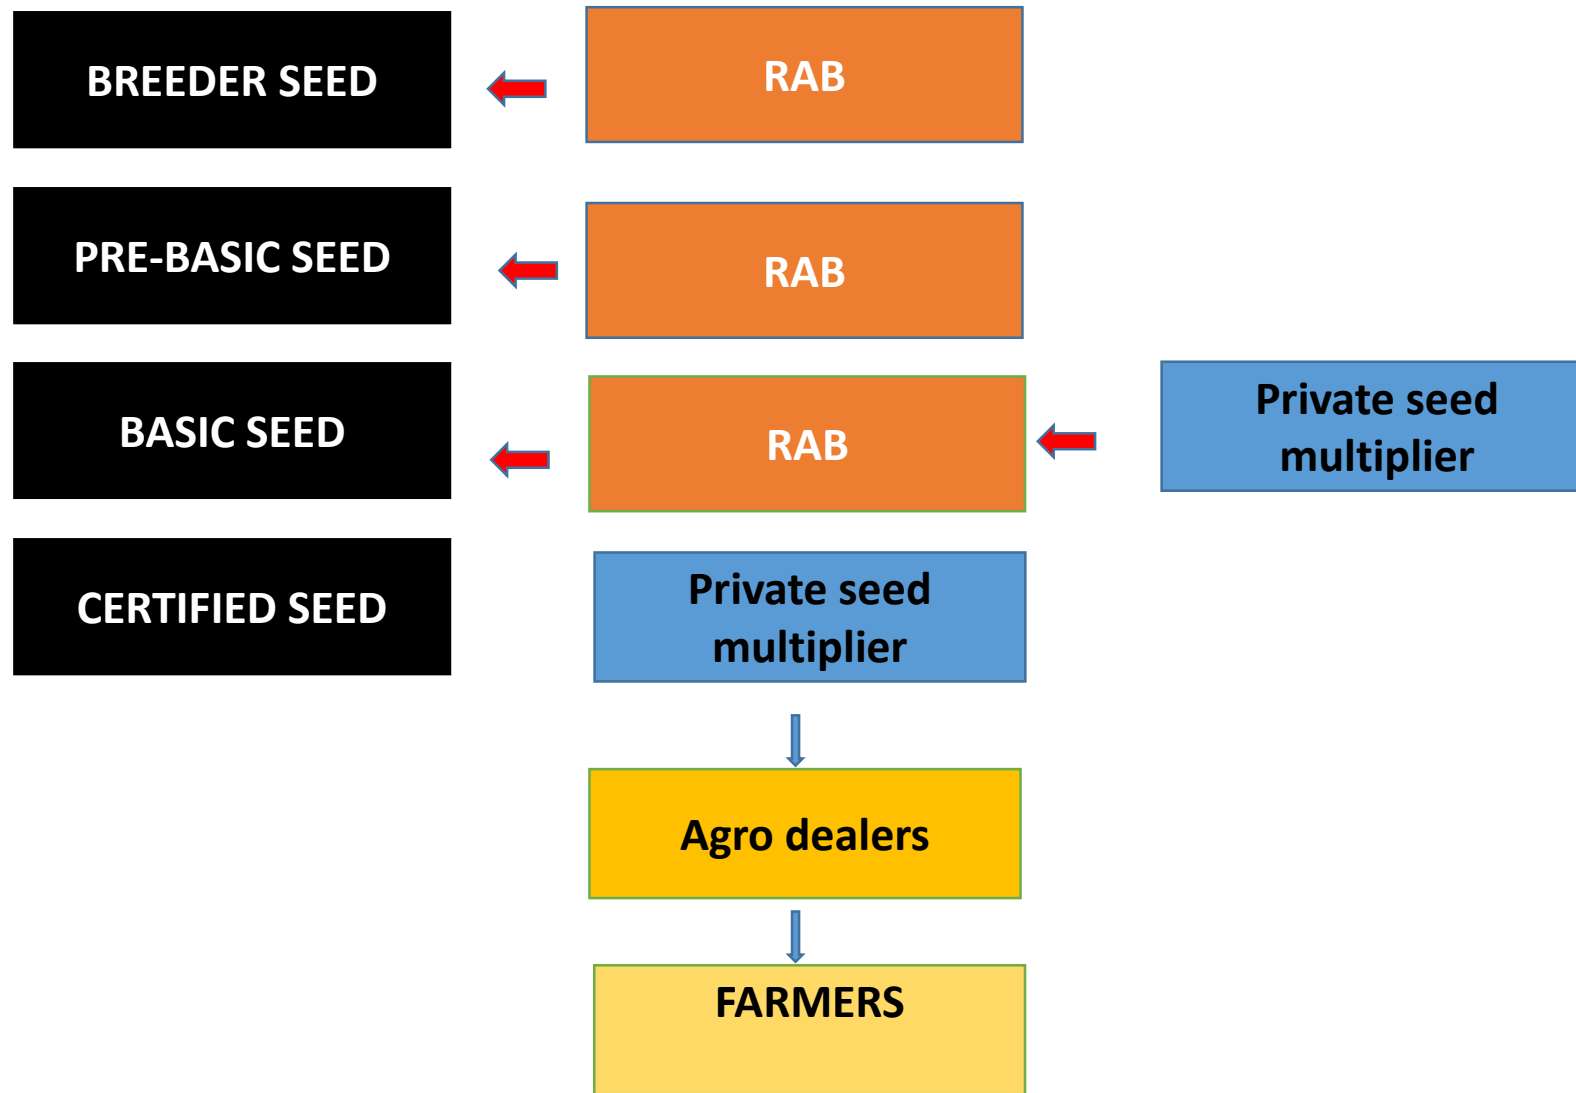 BREEDER SEED
RAB
PRE-BASIC SEED
RAB
BASIC SEED
RAB
Private seed
multiplier
CERTIFIED SEED
Private seed
multiplier
Agro dealers
FARMERS